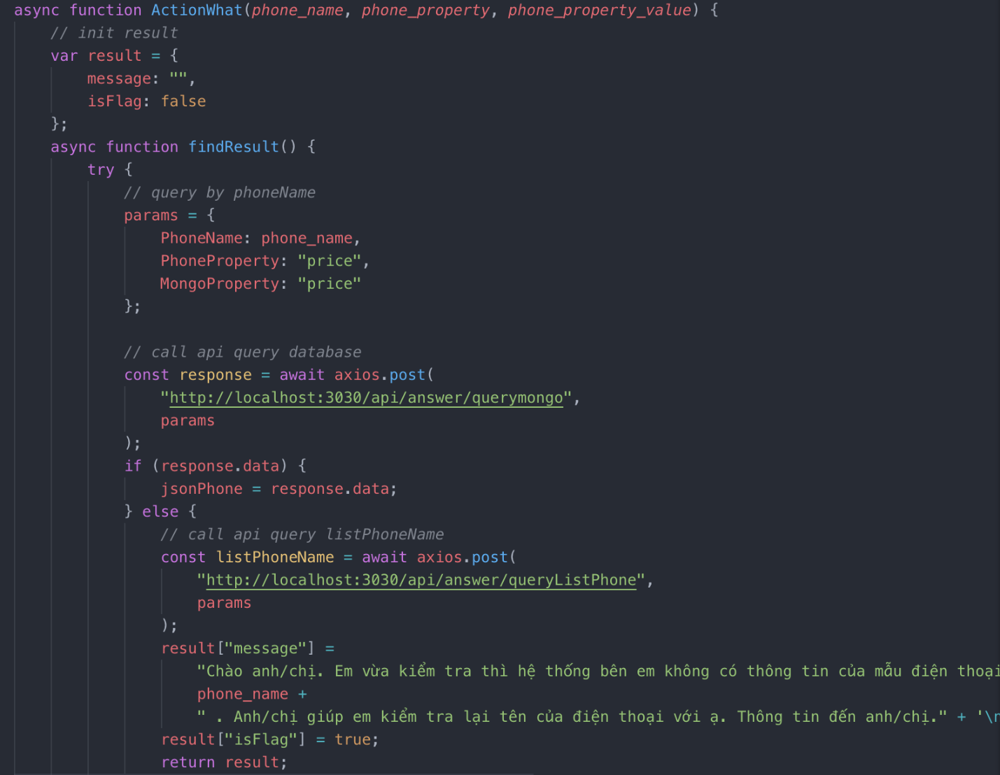 async function ActionWhat(phone_name, phone_property, phone_property_value) {
// init result
var result = {
message: "",
isFlag: false
};
async function findResult() {
try {
// query by phoneName
params = {
PhoneName: phone_name,
PhoneProperty: "price",
MongoProperty: "price"
};
// call api query database
const response = await axios.post(
"http://localhost:3030/api/answer/querymongo",
params
);
if (response.data) {
jsonPhone = response.data;
} else {
// call api query listPhoneName
const listPhoneName = await axios.post(
"http://localhost:3030/api/answer/queryListPhone",
params
);
result["message"] =
"Chào anh/chị. Em vừa kiểm tra thì hệ thống bên em không có thông tin của mẫu điện thoại
phone_name +
" . Anh/chị giúp em kiểm tra lại tên của điện thoại với ạ. Thông tin đến anh/chị." + '\n
result["isFlag"] = true;
return result;